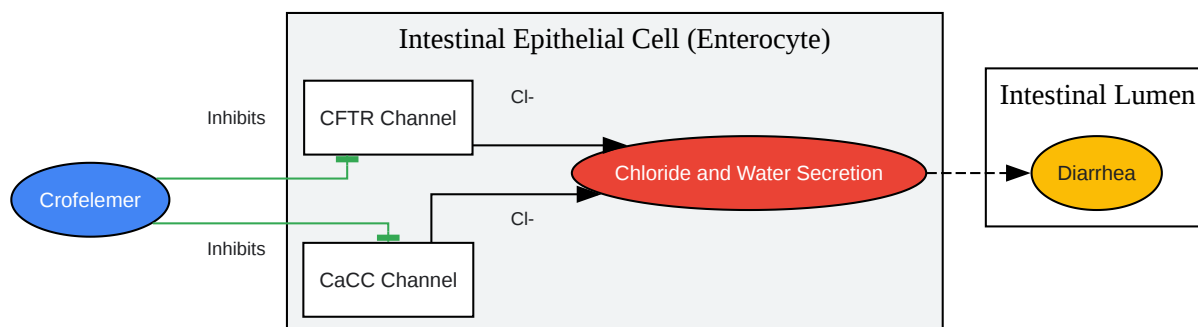 Intestinal Epithelial Cell (Enterocyte)
Intestinal Lumen
Inhibits
CFTR Channel
Cl-
Crofelemer
Chloride and Water Secretion
Diarrhea
Inhibits
CaCC Channel
Cl-